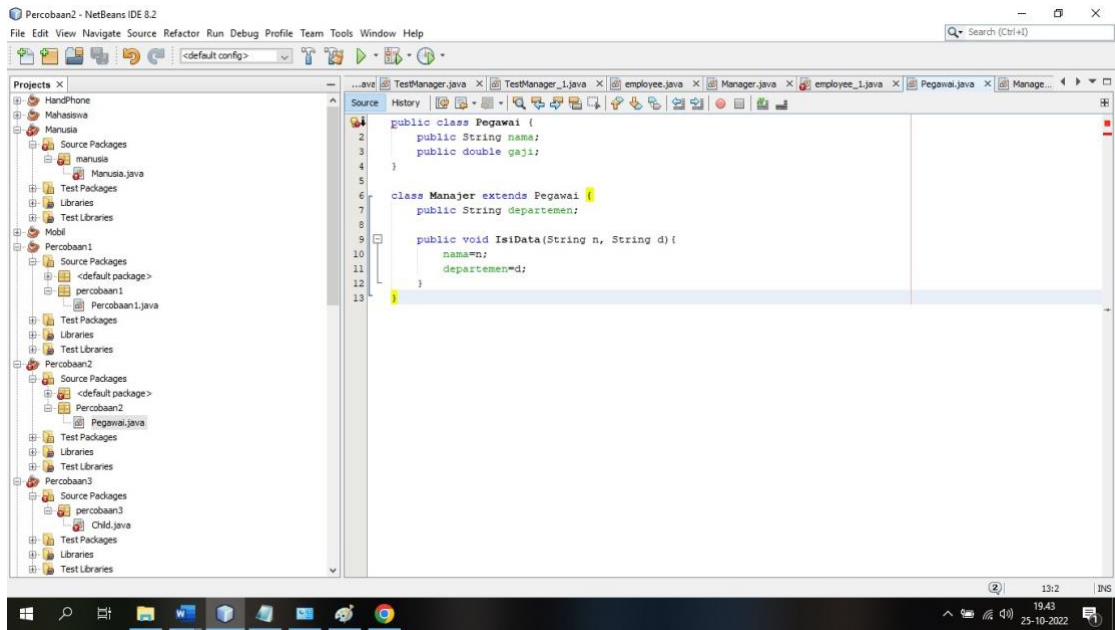 Percobaan2 - NetBeans IDE 8.2
File Edit View Navigate Source Refactor Run Debug Profile Team Tools Window Help
Search (Ctrl+I)
<default config>
Projects
...ava TestManager.java TestManager_1.java employee.java Manager.java employee_1.java Pegawai.java Manage...
Source History
HandPhone
Mahasiswa
Manusia
Source Packages
manusia
Manusia.java
Test Packages
Libraries
Test Libraries
Mobil
Percobaan1
Source Packages
<default package>
percobaan1
Percobaan1.java
Test Packages
Libraries
Test Libraries
Percobaan2
Source Packages
<default package>
Percobaan2
Pegawai.java
Test Packages
Libraries
Test Libraries
Percobaan3
Source Packages
percobaan3
Child.java
Test Packages
Libraries
Test Libraries
public class Pegawai {
2 public String nama;
3 public double gaji;
4 }
5
6 class Manajer extends Pegawai {
7 public String departemen;
8
9 public void IsiData(String n, String d){
10 nama=n;
11 departemen=d;
12 }
13 }
2 13:2 INS
19.43
25-10-2022